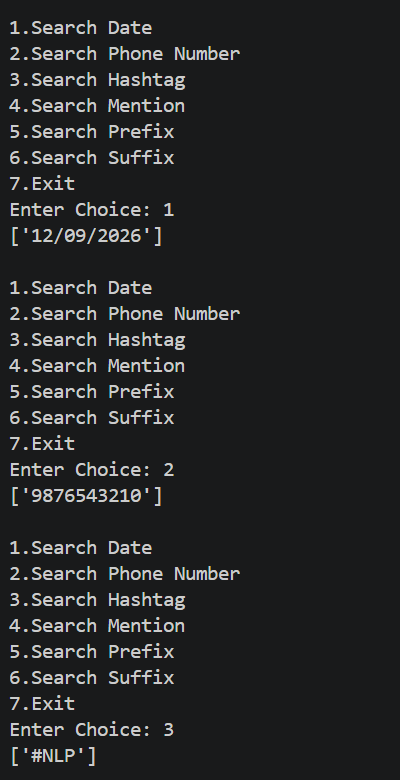 1.Search Date
2.Search Phone Number
3.Search Hashtag
4.Search Mention
5.Search Prefix
6.Search Suffix
7.Exit
Enter Choice: 1
['12/09/2026']
1.Search Date
2.Search Phone Number
3.Search Hashtag
4.Search Mention
5.Search Prefix
6.Search Suffix
7.Exit
Enter Choice: 2
['9876543210']
1.Search Date
2.Search Phone Number
3.Search Hashtag
4.Search Mention
5.Search Prefix
6.Search Suffix
7.Exit
Enter Choice: 3
['#NLP']